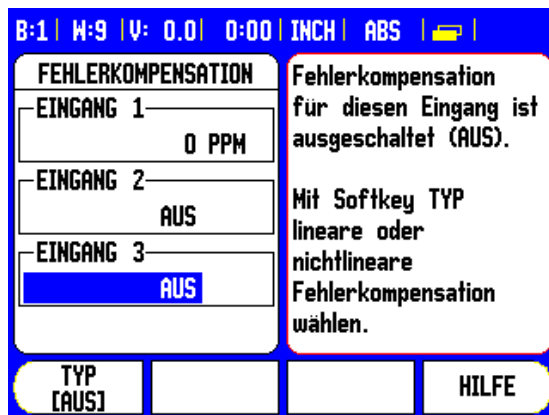 B:1| W:9 |V: 0.0| 0:00| INCH| ABS | |
FEHLERKOMPENSATION
EINGANG 1
0 PPM
EINGANG 2
AUS
EINGANG 3
AUS
Fehlerkompensation
für diesen Eingang ist
ausgeschaltet (AUS).
Mit Softkey TYP
lineare oder
nichtlineare
Fehlerkompensation
wählen.
TYP
[AUS]
HILFE